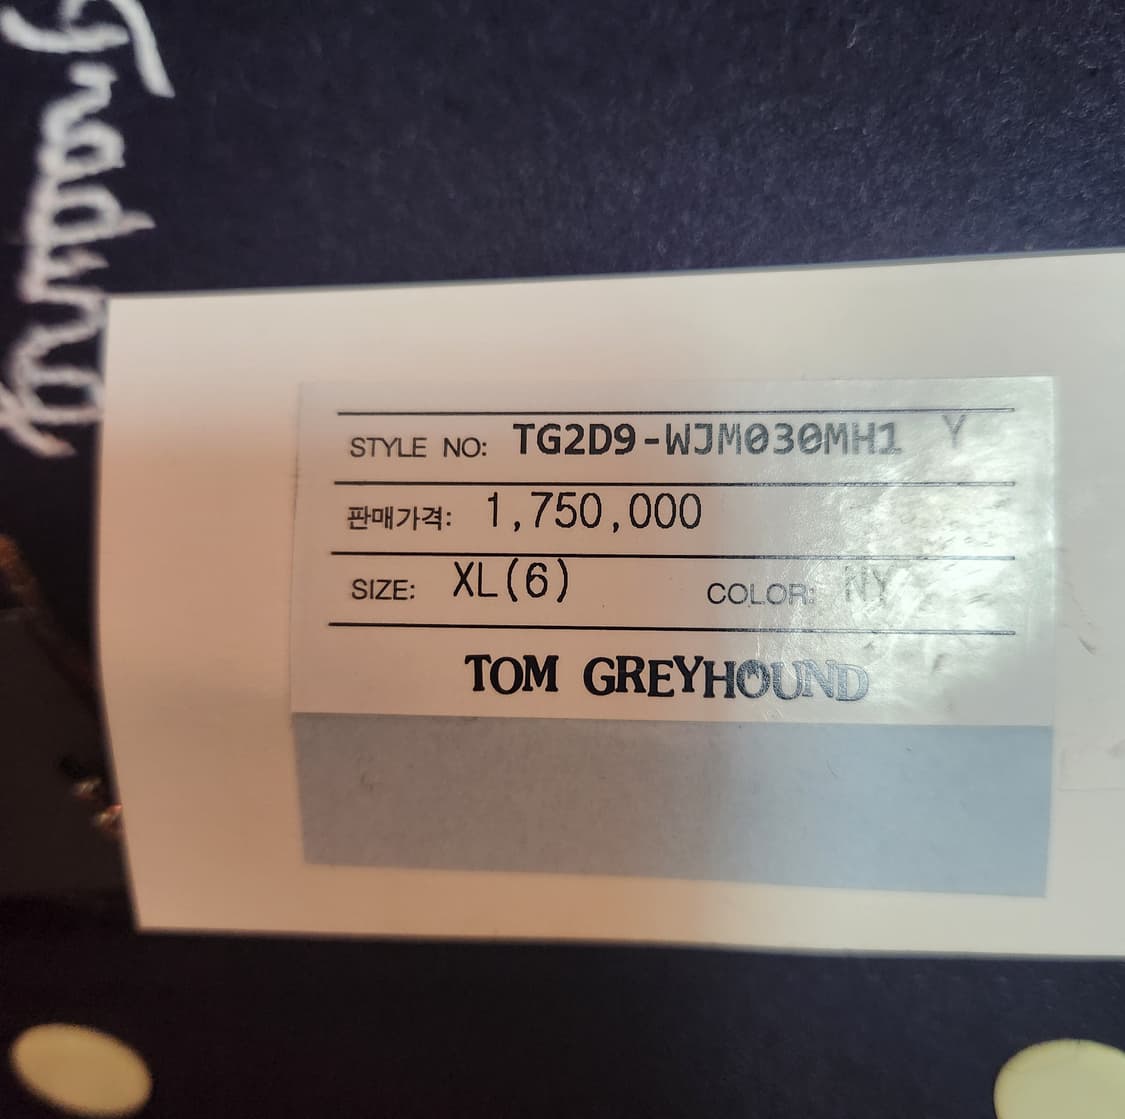 STYLE NO: TG2D9-WJM030MH1 Y
판매가격: 1,750,000
SIZE: XL(6) COLOR: NY
TOM GREYHOUND